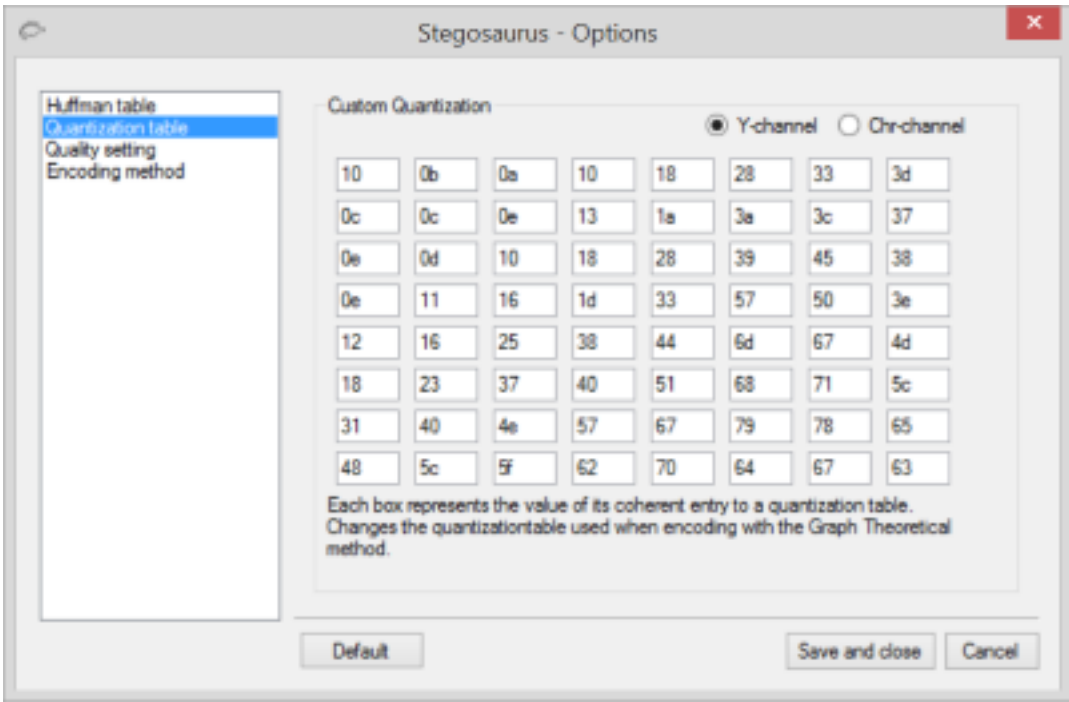 Stegosaurus - Options
Huffman table
Quantization table
Quality setting
Encoding method
Custom Quantization
Y-channel Chr-channel
10 0b 0a 10 18 28 33 3d
0c 0c 0e 13 1a 3a 3c 37
0e 0d 10 18 28 39 45 38
0e 11 16 1d 33 57 50 3e
12 16 25 38 44 6d 67 4d
18 23 37 40 51 68 71 5c
31 40 4e 57 67 79 78 65
48 5c 5f 62 70 64 67 63
Each box represents the value of its coherent entry to a quantization table.
Changes the quantizationtable used when encoding with the Graph Theoretical
method.
Default Save and close Cancel